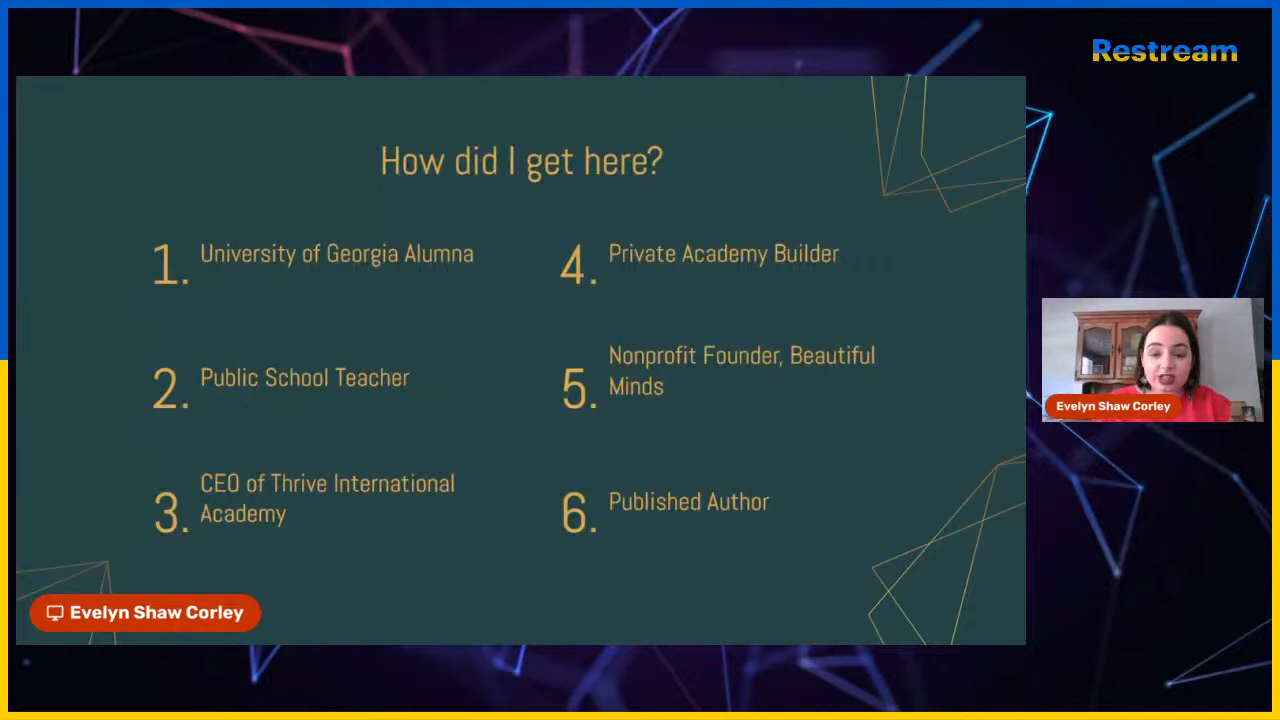 Restream
How did I get here?
1. University of Georgia Alumna
2. Public School Teacher
3. CEO of Thrive International
Academy
4. Private Academy Builder
5. Nonprofit Founder, Beautiful
Minds
6. Published Author
Evelyn Shaw Corley
Evelyn Shaw Corley